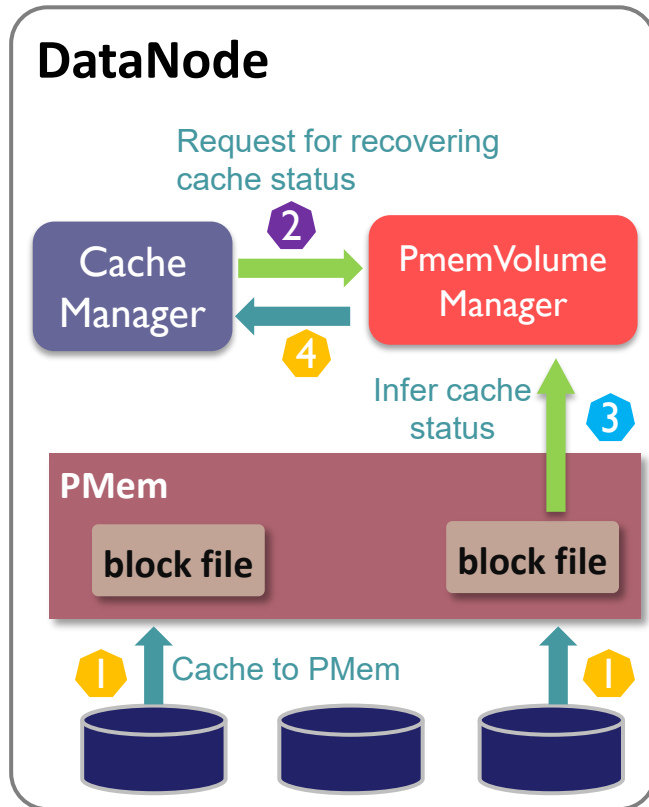 DataNode
Request for recovering
cache status
2
Cache
Manager
PmemVolume
Manager
4
Infer cache
status
3
PMem
block file
block file
1
Cache to PMem
1